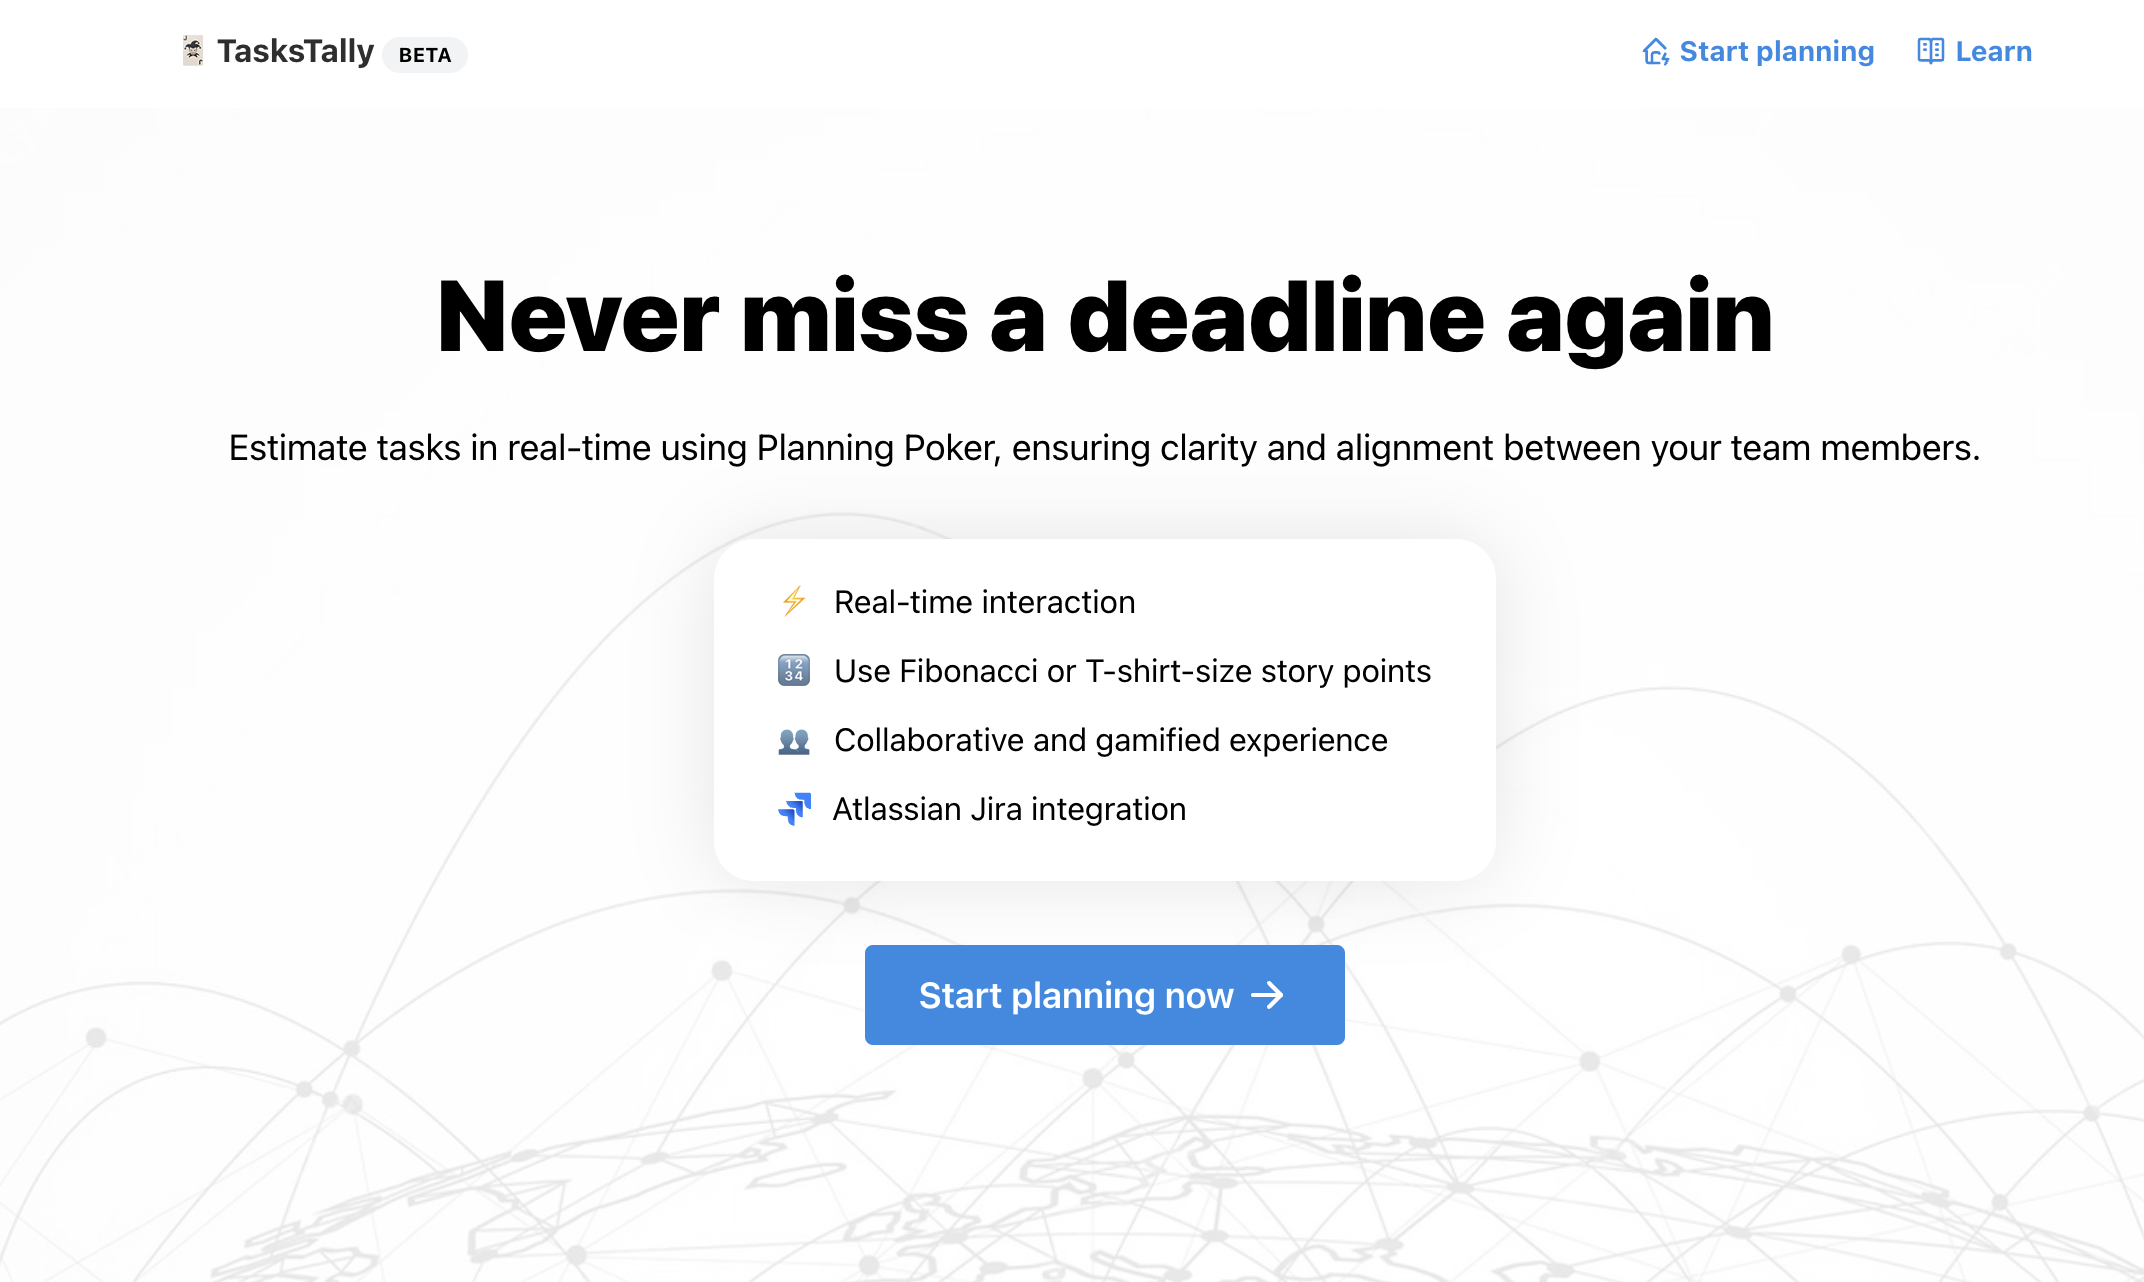 TasksTally BETA
Start planning
Learn
Never miss a deadline again
Estimate tasks in real-time using Planning Poker, ensuring clarity and alignment between your team members.
Real-time interaction
1234 Use Fibonacci or T-shirt-size story points
Collaborative and gamified experience
Atlassian Jira integration
Start planning now →